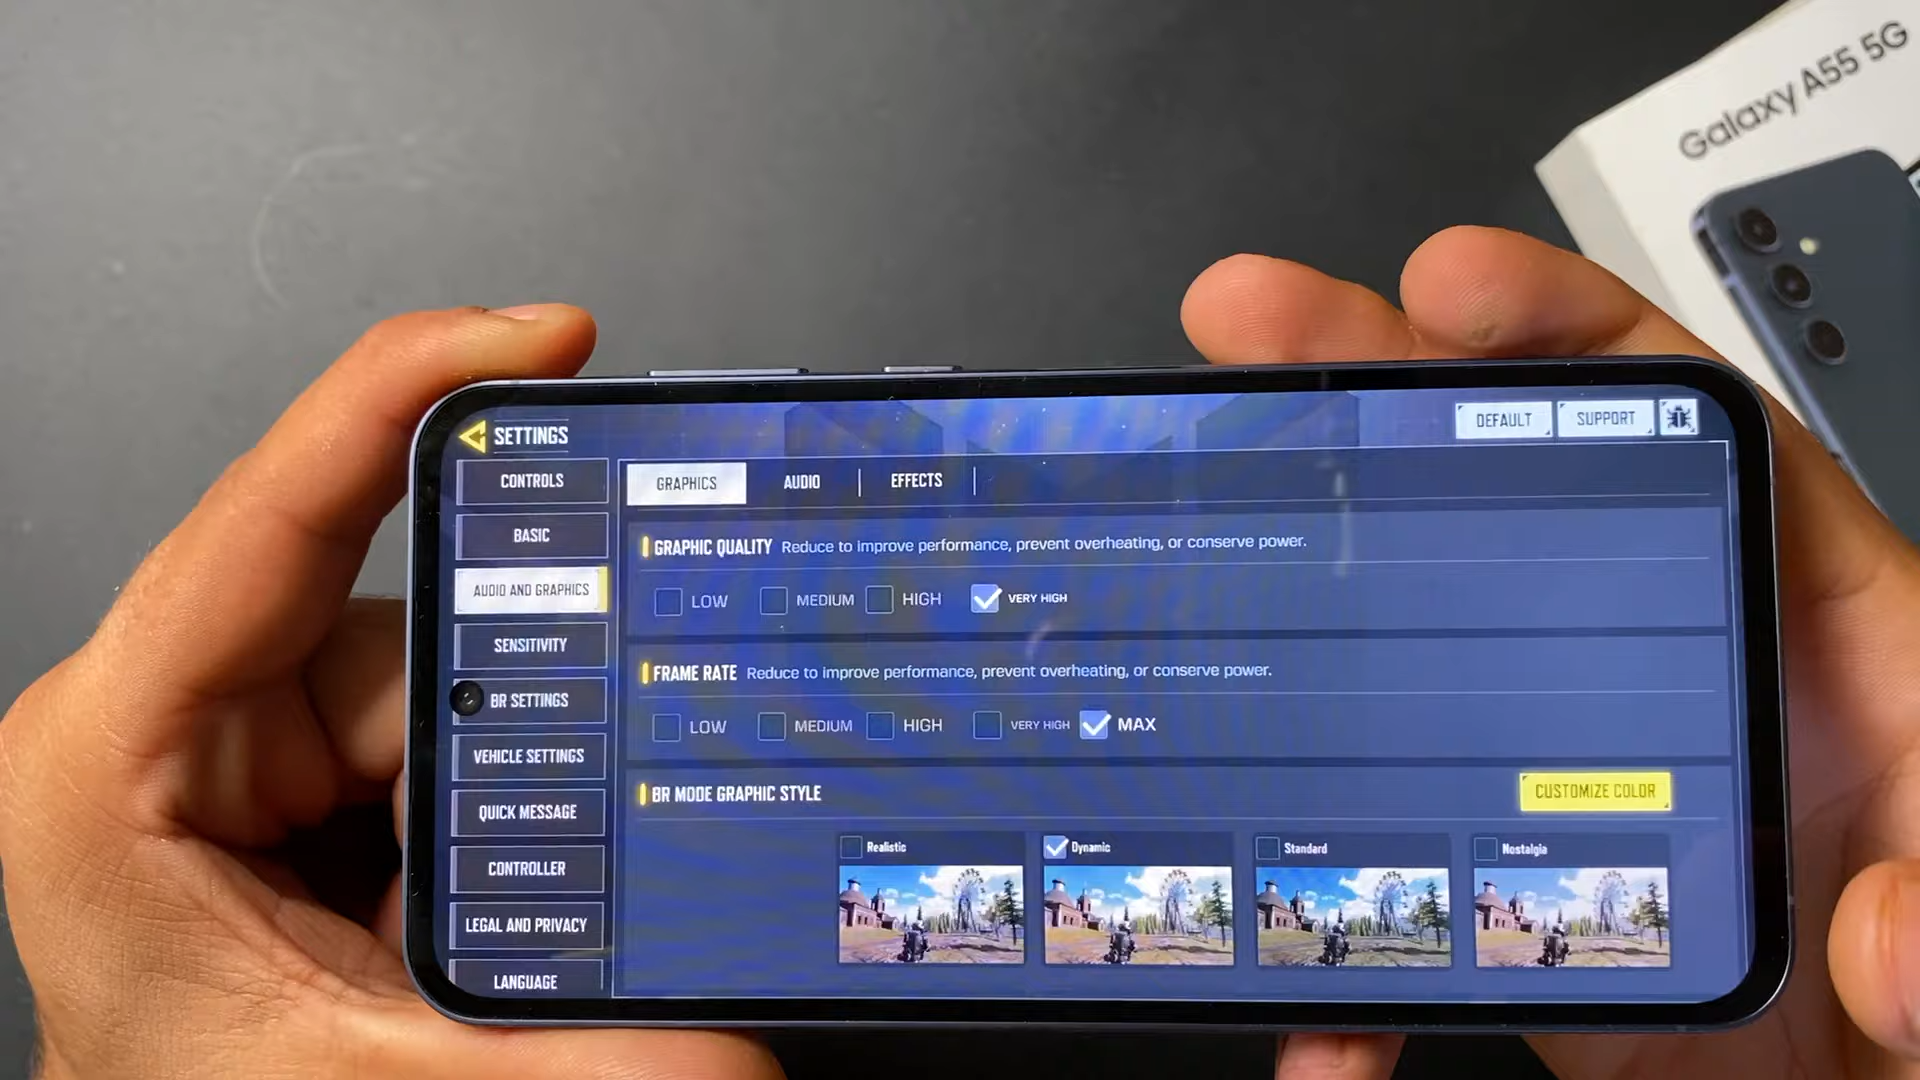 Galaxy A55 5G
SETTINGS
DEFAULT
SUPPORT
CONTROLS
BASIC
AUDIO AND GRAPHICS
SENSITIVITY
BR SETTINGS
VEHICLE SETTINGS
QUICK MESSAGE
CONTROLLER
LEGAL AND PRIVACY
LANGUAGE
GRAPHICS
AUDIO
EFFECTS
GRAPHIC QUALITY Reduce to improve performance, prevent overheating, or conserve power.
LOW MEDIUM HIGH VERY HIGH
FRAME RATE Reduce to improve performance, prevent overheating, or conserve power.
LOW MEDIUM HIGH VERY HIGH MAX
BR MODE GRAPHIC STYLE
CUSTOMIZE COLOR
Realistic
Dynamic
Standard
Nostalgia